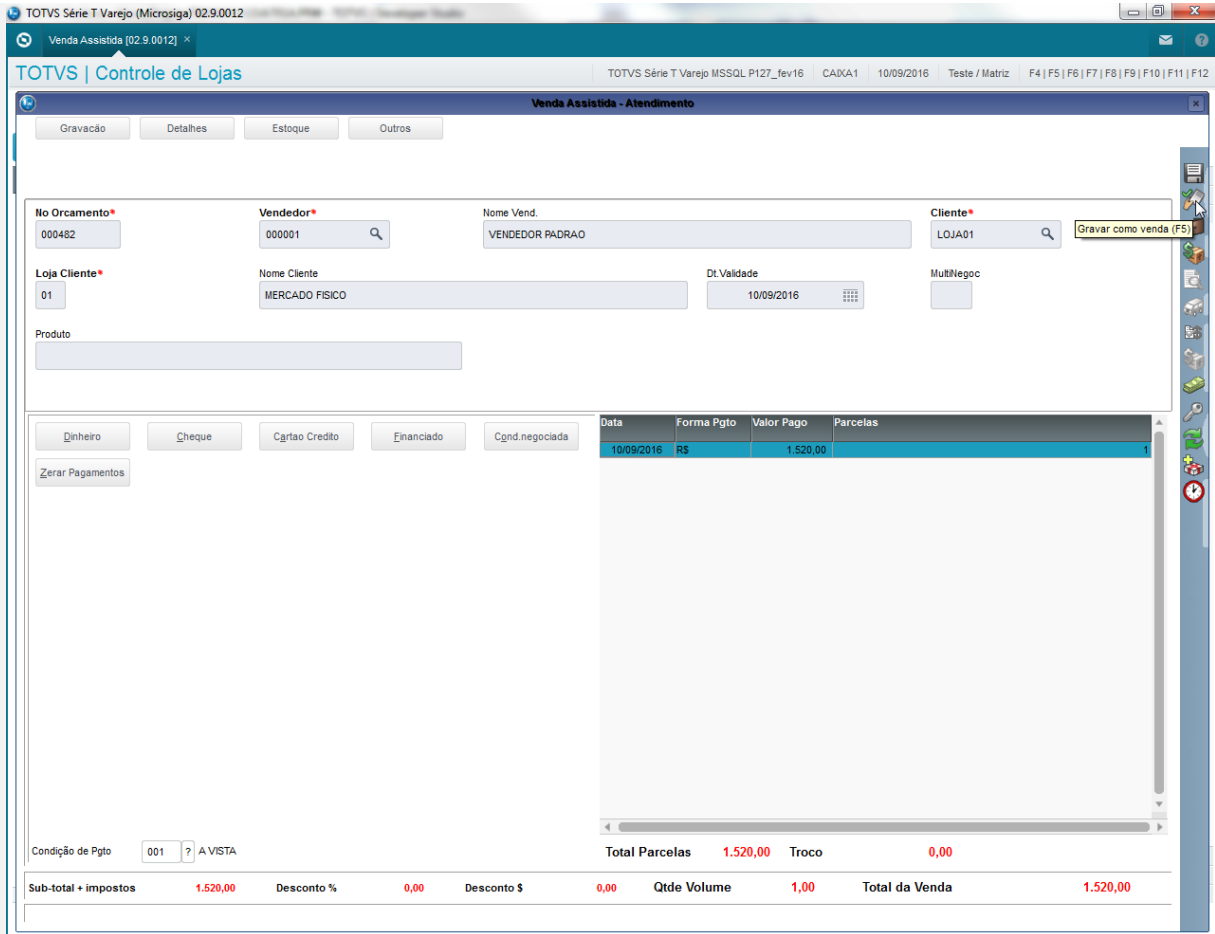 TOTVS Série T Varejo (Microsiga) 02.9.0012
Venda Assistida [02.9.0012] ×
TOTVS | Controle de Lojas
TOTVS Série T Varejo MSSQL P127_fev16 CAIXA1 10/09/2016 Teste / Matriz F4 | F5 | F6 | F7 | F8 | F9 | F10 | F11 | F12
Venda Assistida - Atendimento
Gravacäo Detalhes Estoque Outros
No Orcamento* Vendedor* Nome Vend. Cliente*
000482 000001 VENDEDOR PADRAO LOJA01
Gravar como venda (F5)
Loja Cliente* Nome Cliente Dt.Validade MultiNegoc
01 MERCADO FISICO 10/09/2016
Produto
Dinheiro Cheque Cartao Credito Financiado Cond.negociada
Zerar Pagamentos
Data Forma Pgto Valor Pago Parcelas
10/09/2016 R$ 1.520,00 1
Condição de Pgto 001 ? A VISTA
Total Parcelas 1.520,00 Troco 0,00
Sub-total + impostos 1.520,00 Desconto % 0,00 Desconto $ 0,00 Qtde Volume 1,00 Total da Venda 1.520,00